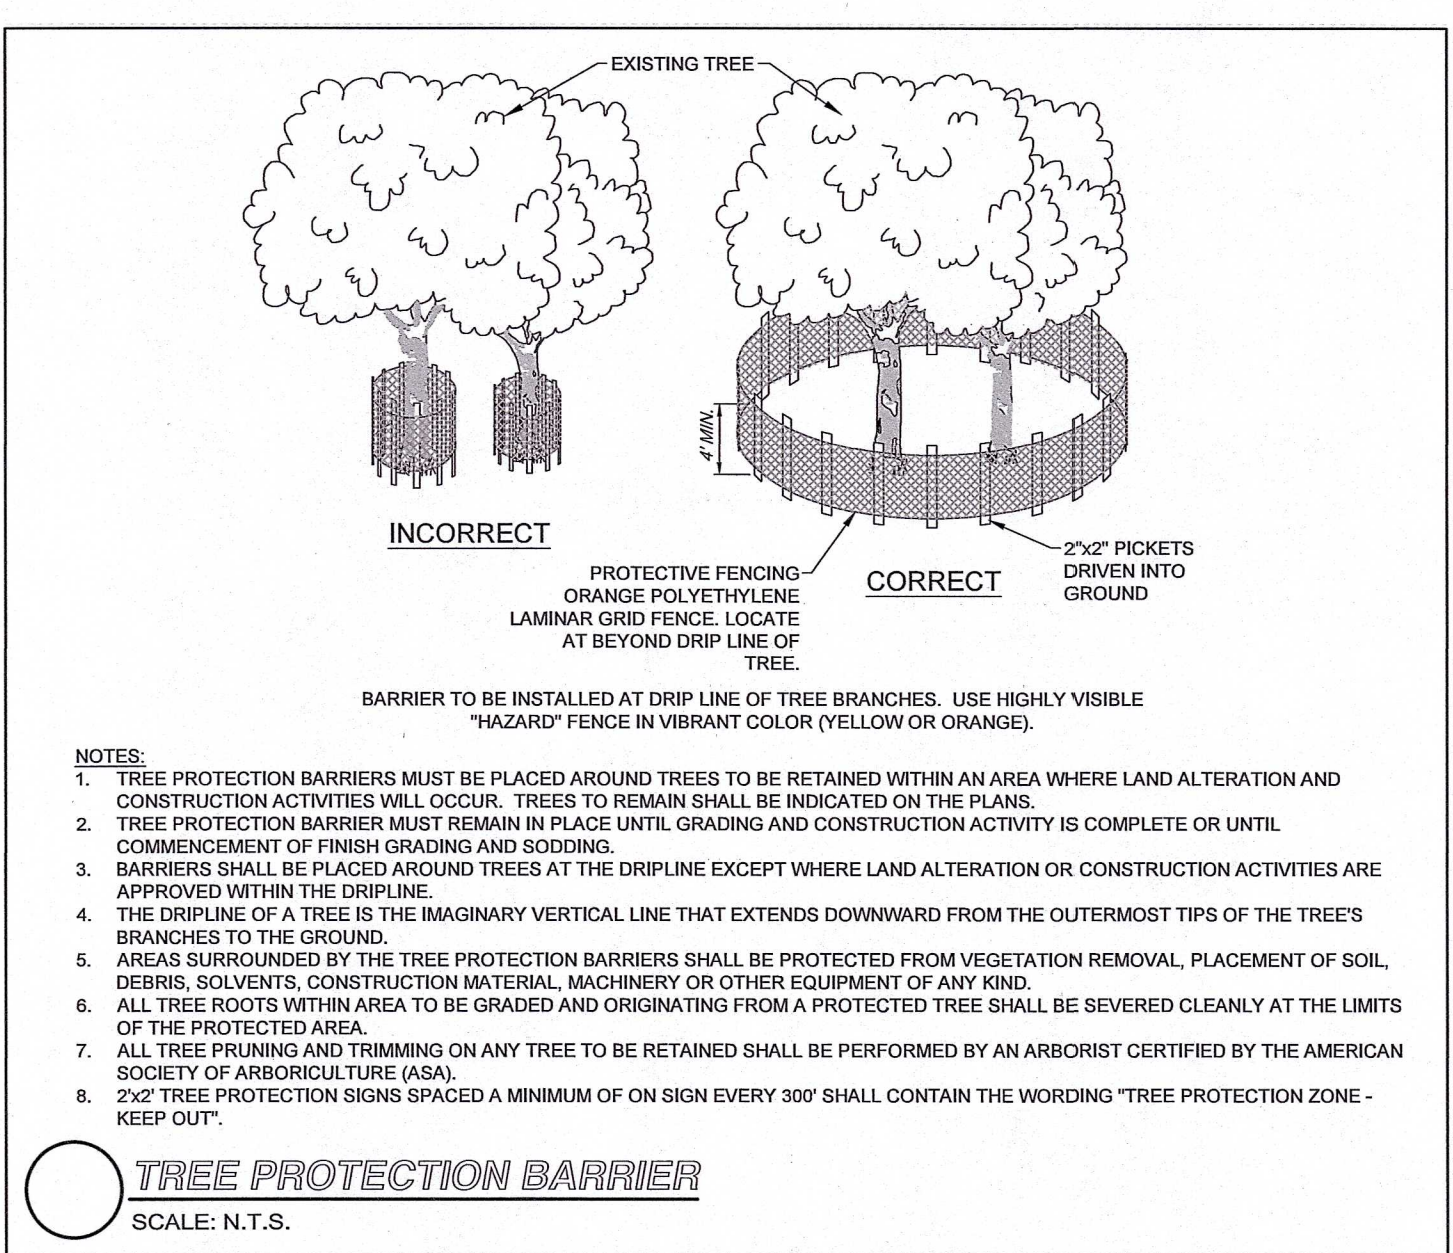 EXISTING TREE
4' MIN.
INCORRECT
CORRECT
2"x2" PICKETS
DRIVEN INTO
GROUND
PROTECTIVE FENCING
ORANGE POLYETHYLENE
LAMINAR GRID FENCE. LOCATE
AT BEYOND DRIP LINE OF
TREE.
BARRIER TO BE INSTALLED AT DRIP LINE OF TREE BRANCHES. USE HIGHLY VISIBLE
"HAZARD" FENCE IN VIBRANT COLOR (YELLOW OR ORANGE).
NOTES:
1. TREE PROTECTION BARRIERS MUST BE PLACED AROUND TREES TO BE RETAINED WITHIN AN AREA WHERE LAND ALTERATION AND
CONSTRUCTION ACTIVITIES WILL OCCUR. TREES TO REMAIN SHALL BE INDICATED ON THE PLANS.
2. TREE PROTECTION BARRIER MUST REMAIN IN PLACE UNTIL GRADING AND CONSTRUCTION ACTIVITY IS COMPLETE OR UNTIL
COMMENCEMENT OF FINISH GRADING AND SODDING.
3. BARRIERS SHALL BE PLACED AROUND TREES AT THE DRIPLINE EXCEPT WHERE LAND ALTERATION OR CONSTRUCTION ACTIVITIES ARE
APPROVED WITHIN THE DRIPLINE.
4. THE DRIPLINE OF A TREE IS THE IMAGINARY VERTICAL LINE THAT EXTENDS DOWNWARD FROM THE OUTERMOST TIPS OF THE TREE'S
BRANCHES TO THE GROUND.
5. AREAS SURROUNDED BY THE TREE PROTECTION BARRIERS SHALL BE PROTECTED FROM VEGETATION REMOVAL, PLACEMENT OF SOIL,
DEBRIS, SOLVENTS, CONSTRUCTION MATERIAL, MACHINERY OR OTHER EQUIPMENT OF ANY KIND.
6. ALL TREE ROOTS WITHIN AREA TO BE GRADED AND ORIGINATING FROM A PROTECTED TREE SHALL BE SEVERED CLEANLY AT THE LIMITS
OF THE PROTECTED AREA.
7. ALL TREE PRUNING AND TRIMMING ON ANY TREE TO BE RETAINED SHALL BE PERFORMED BY AN ARBORIST CERTIFIED BY THE AMERICAN
SOCIETY OF ARBORICULTURE (ASA).
8. 2'x2' TREE PROTECTION SIGNS SPACED A MINIMUM OF ON SIGN EVERY 300' SHALL CONTAIN THE WORDING "TREE PROTECTION ZONE -
KEEP OUT".
TREE PROTECTION BARRIER
SCALE: N.T.S.